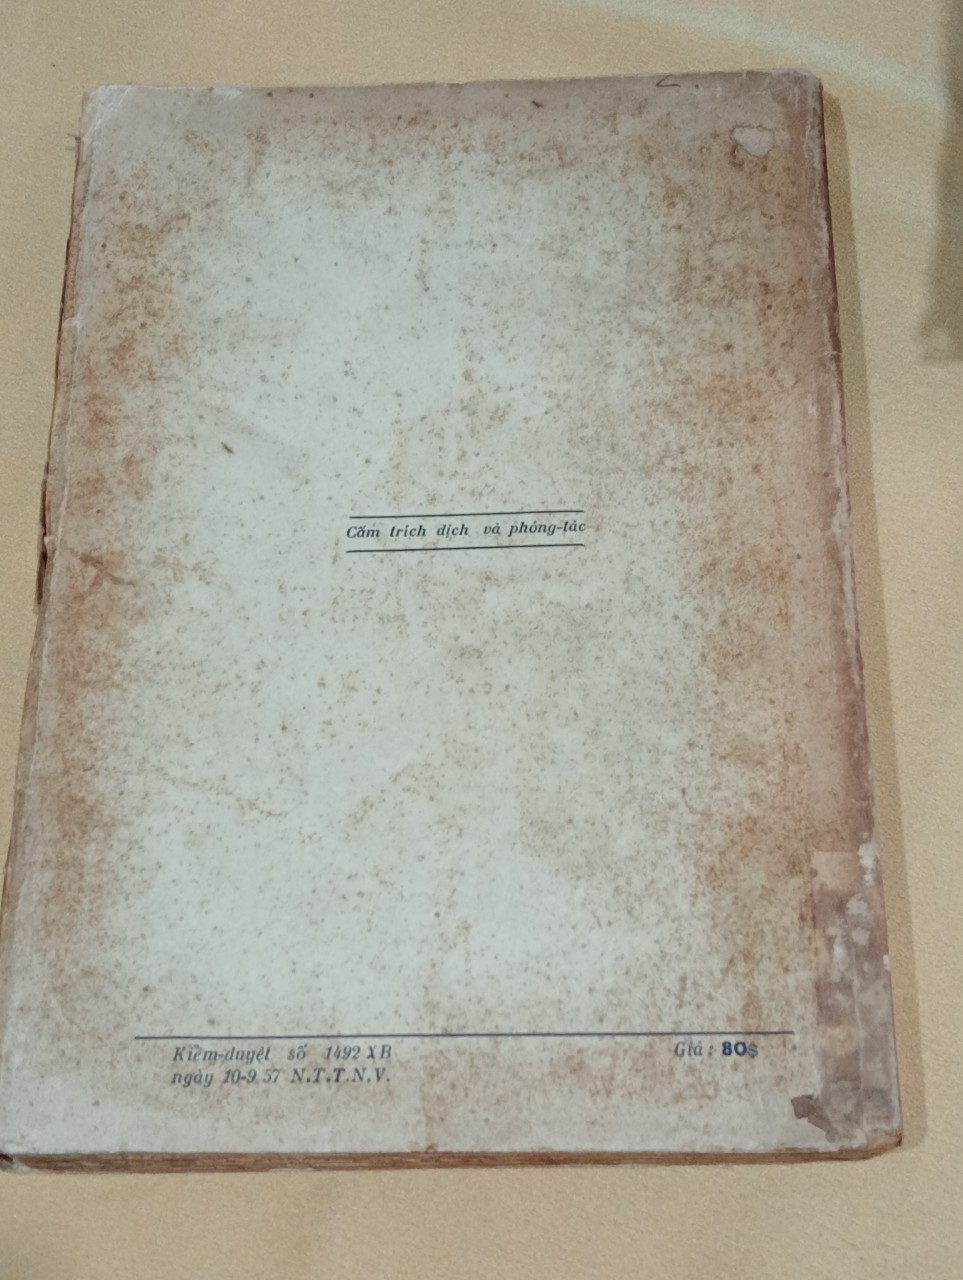 Cấm trích dịch và phỏng-tác
Kiểm-duyệt số 1492 XB
Giá : 80$
ngày 10-9 57 N.T.T.N.V.